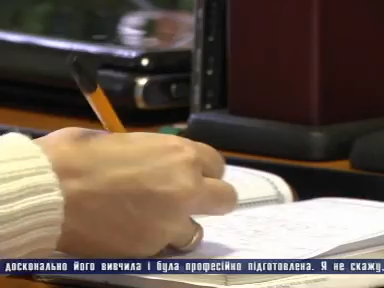 досконально його вивчила і була професійно підготовлена. Я не скажу,